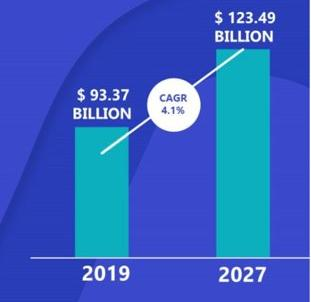 $ 123.49
BILLION
$ 93.37
BILLION
CAGR
4.1%
2019
2027